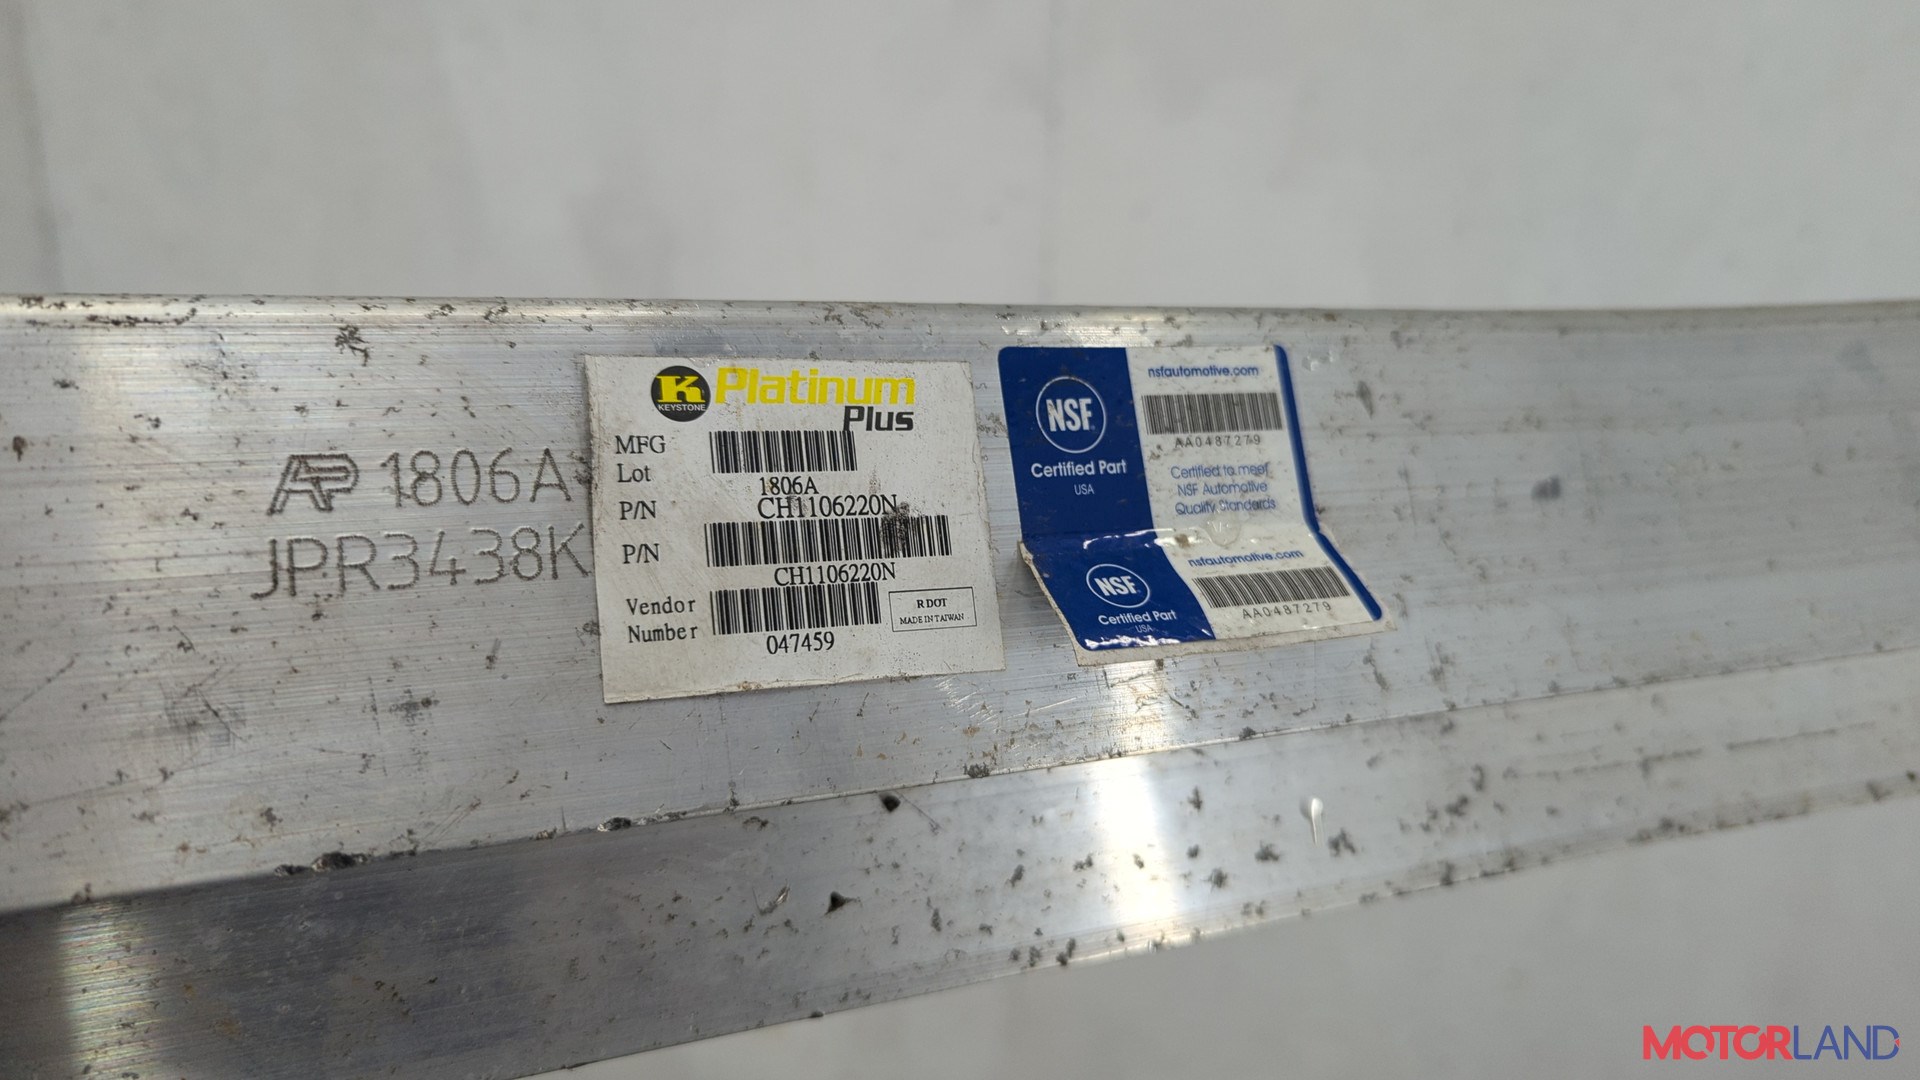 AP 1806A
JPR3438K
K
KEYSTONE
Platinum
Plus
MFG
Lot
1806A
P/N
CH1106220N
P/N
CH1106220N
Vendor
Number
047459
R DOT
MADE IN TAIWAN
NSF
Certified Part
USA
nsfautomotive.com
AA0487279
Certified to meet
NSF Automotive
Quality Standards
NSF
Certified Part
USA
nsfautomotive.com
AA0487279
MOTORLAND